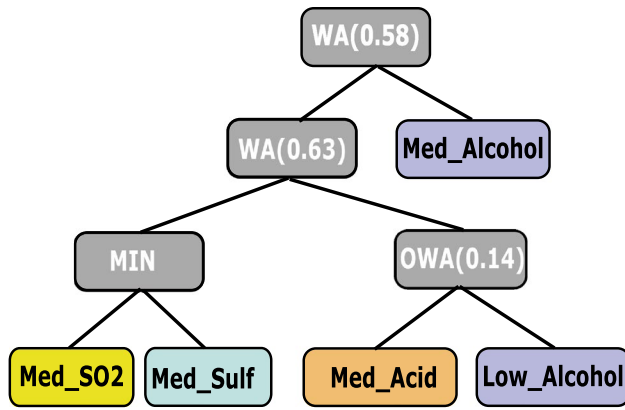 WA(0.58)
WA(0.63)
Med_Alcohol
MIN
OWA(0.14)
Med_SO2
Med_Sulf
Med_Acid
Low_Alcohol